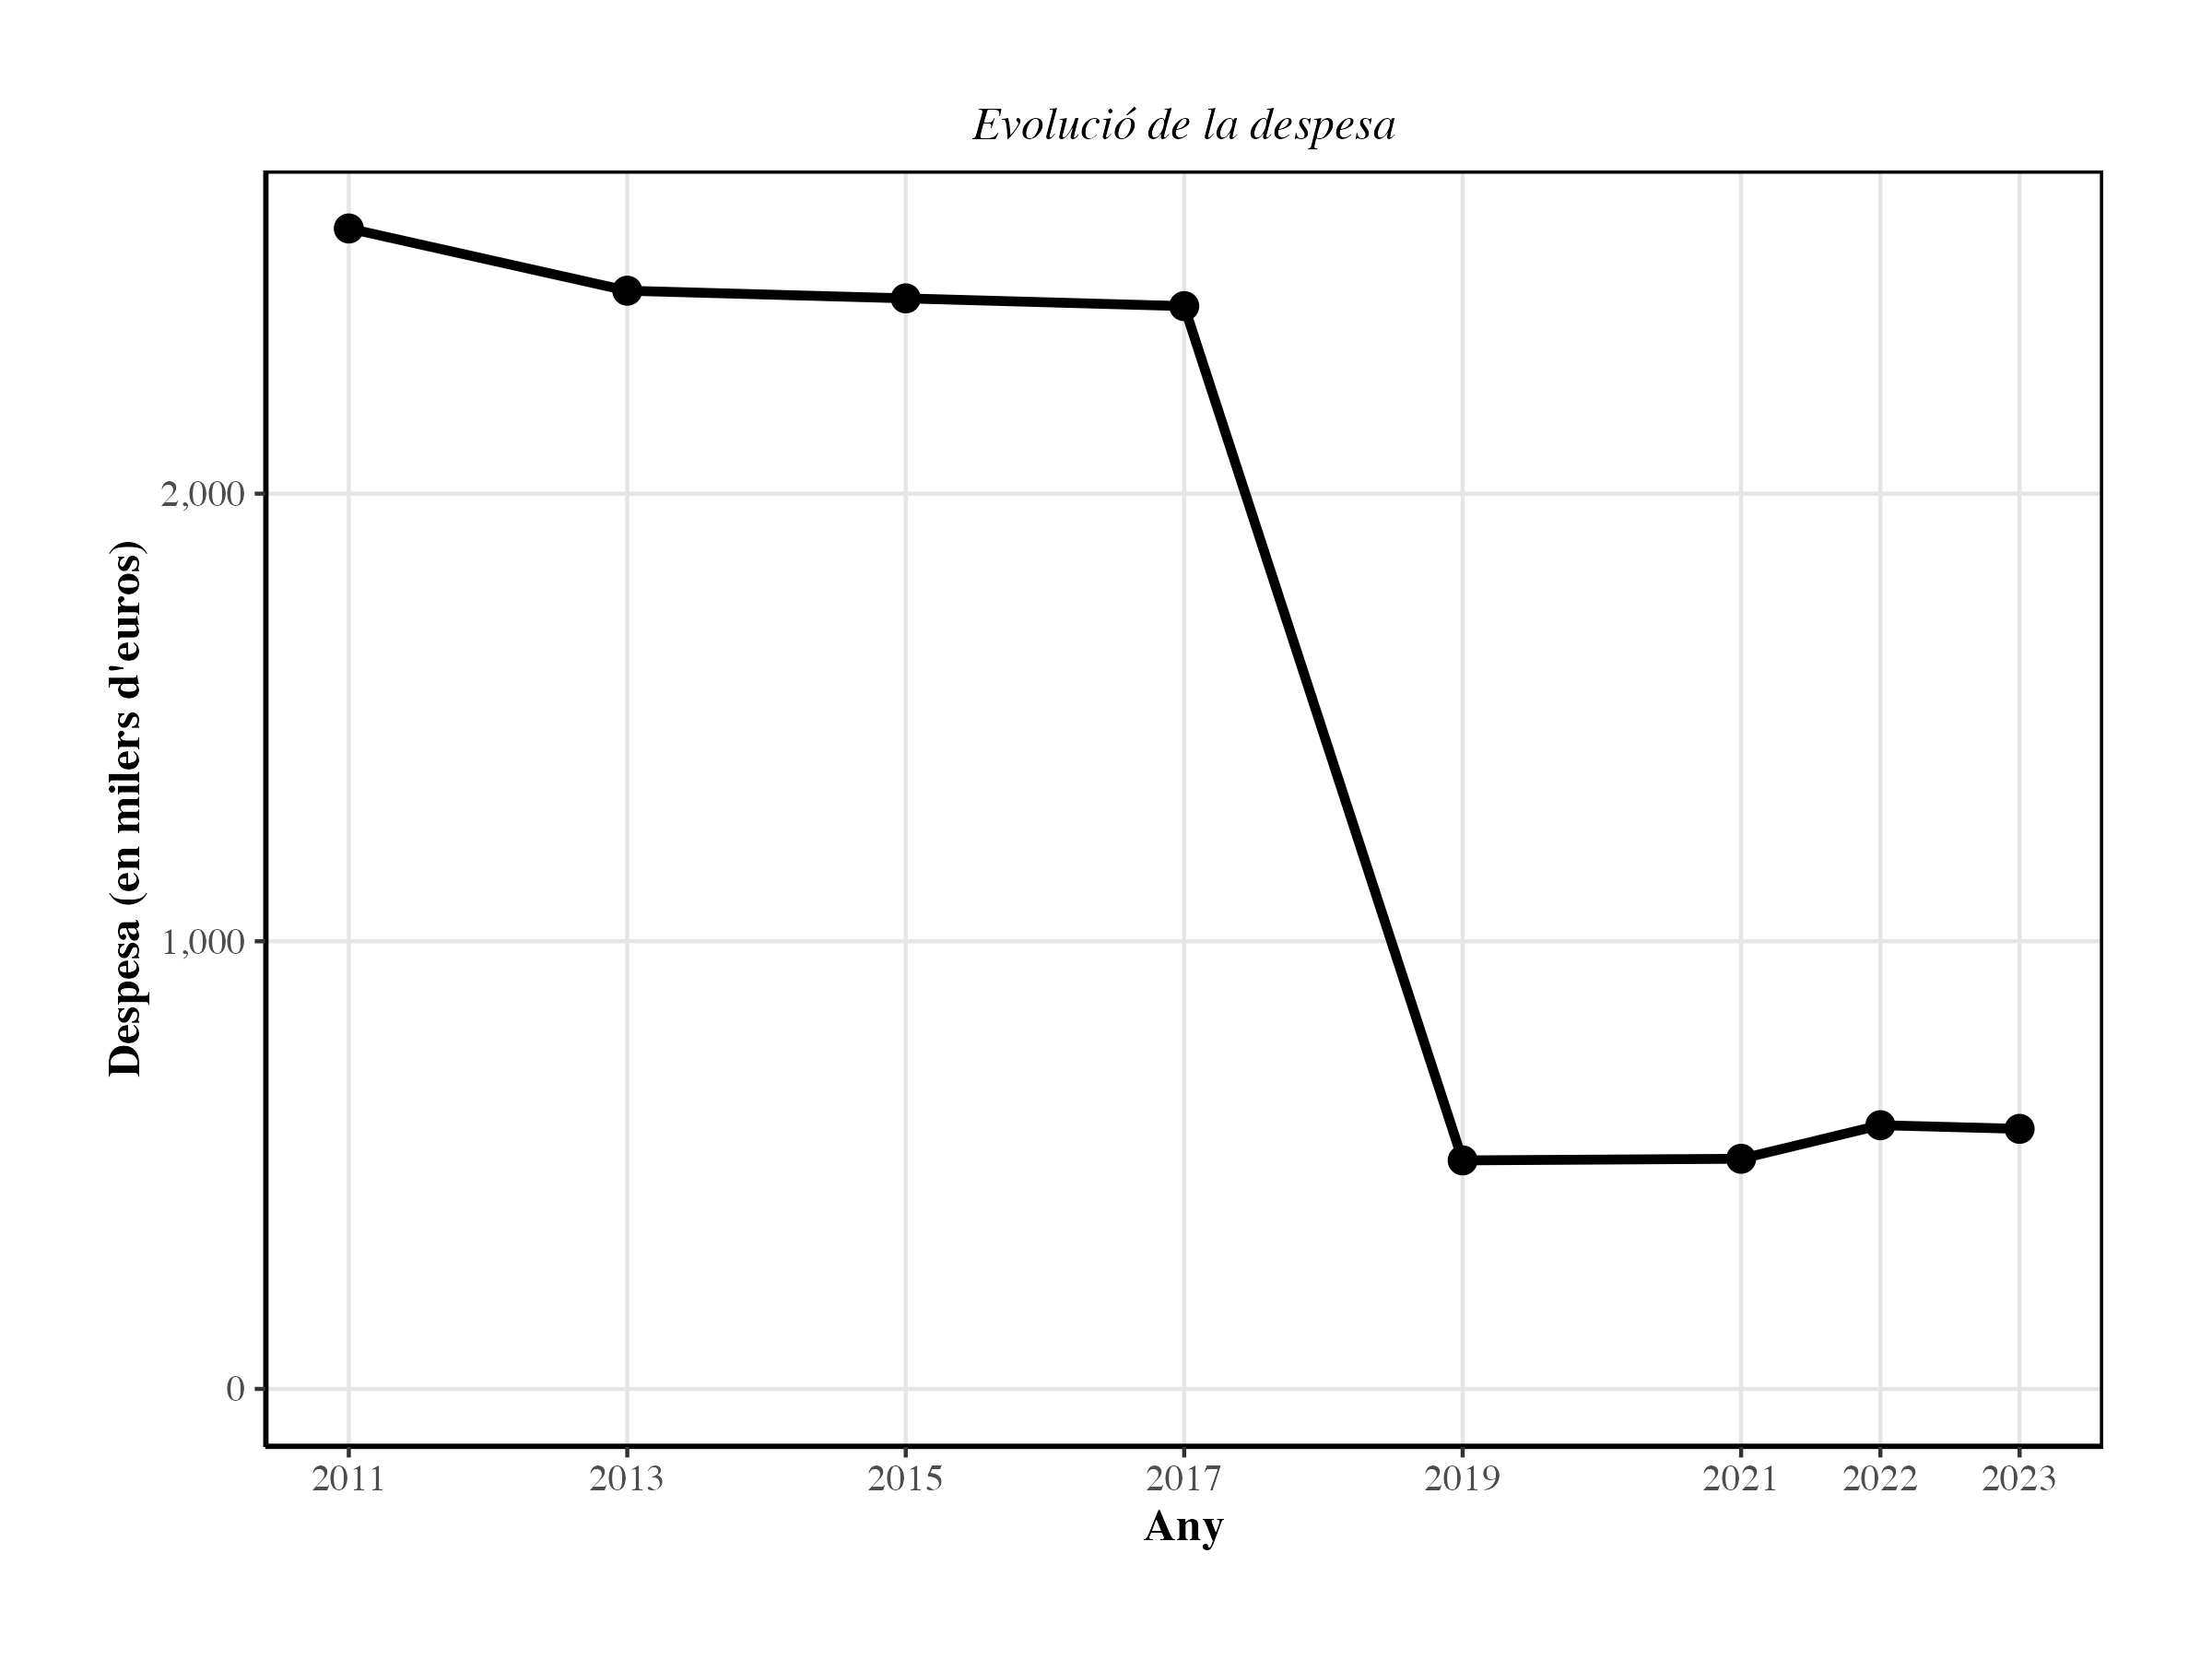 Evolució de la despesa
Despesa (en milers d'euros)
2,000
1,000
0
2011 2013 2015 2017 2019 2021 2022 2023
Any